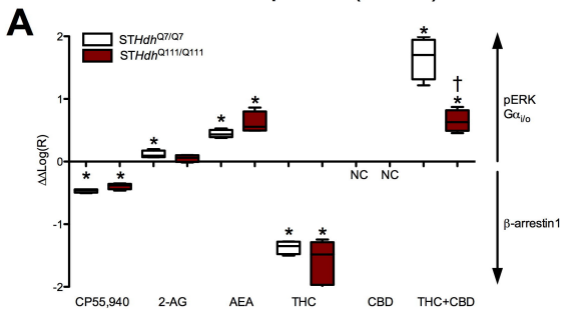 A
STHdhQ7/Q7
STHdhQ111/Q111
2
1
0
-1
-2
ΔΔLog(R)
* * * * * * * * † *
NC NC
pERK
Gαi/o
β-arrestin1
CP55,940 2-AG AEA THC CBD THC+CBD